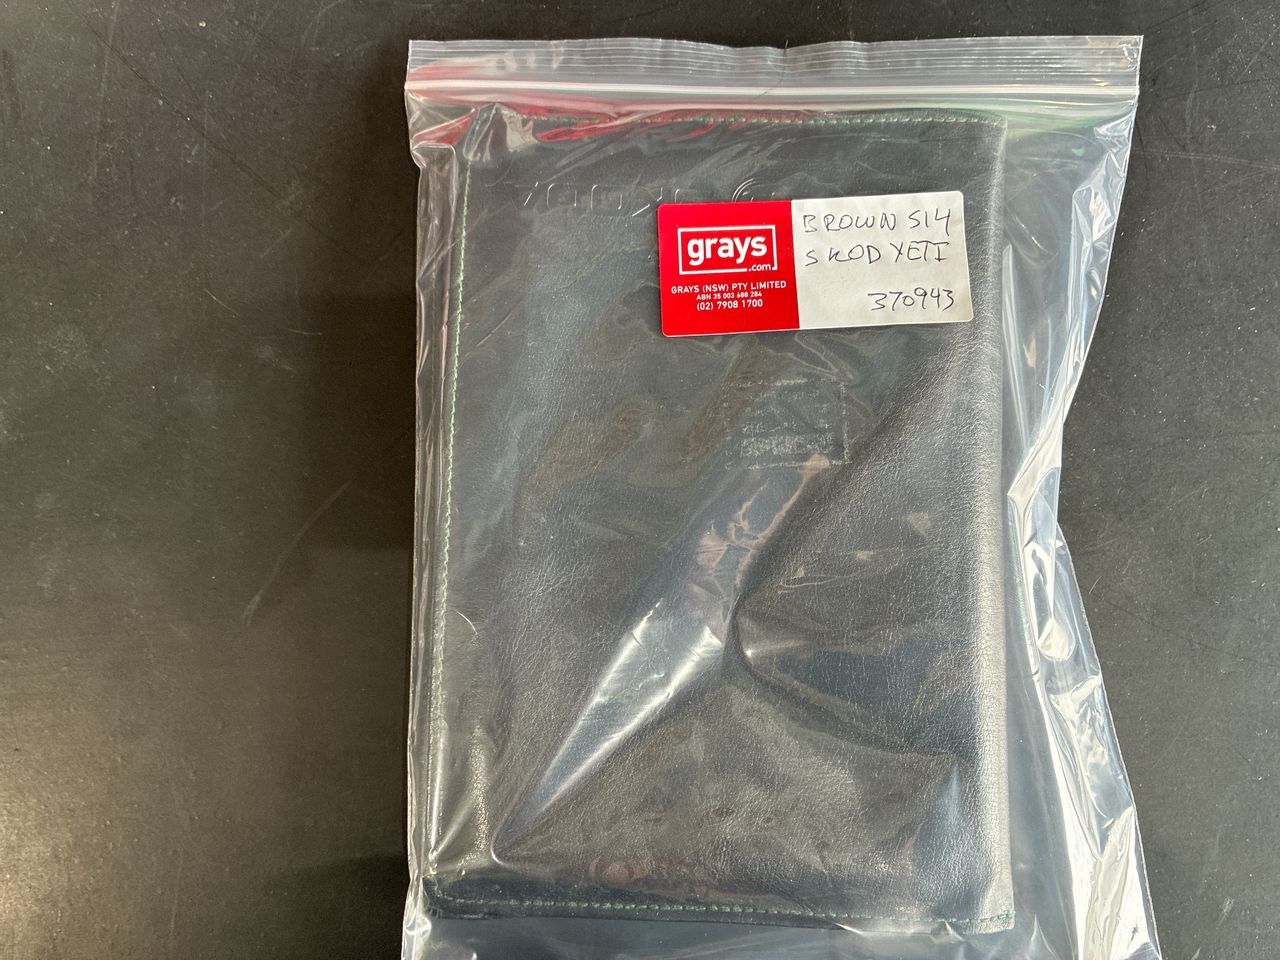 grays
.com
GRAYS (NSW) PTY LIMITED
ABN 35 003 688 284
(02) 7908 1700
BROWN S14
SKOD YETI
370943